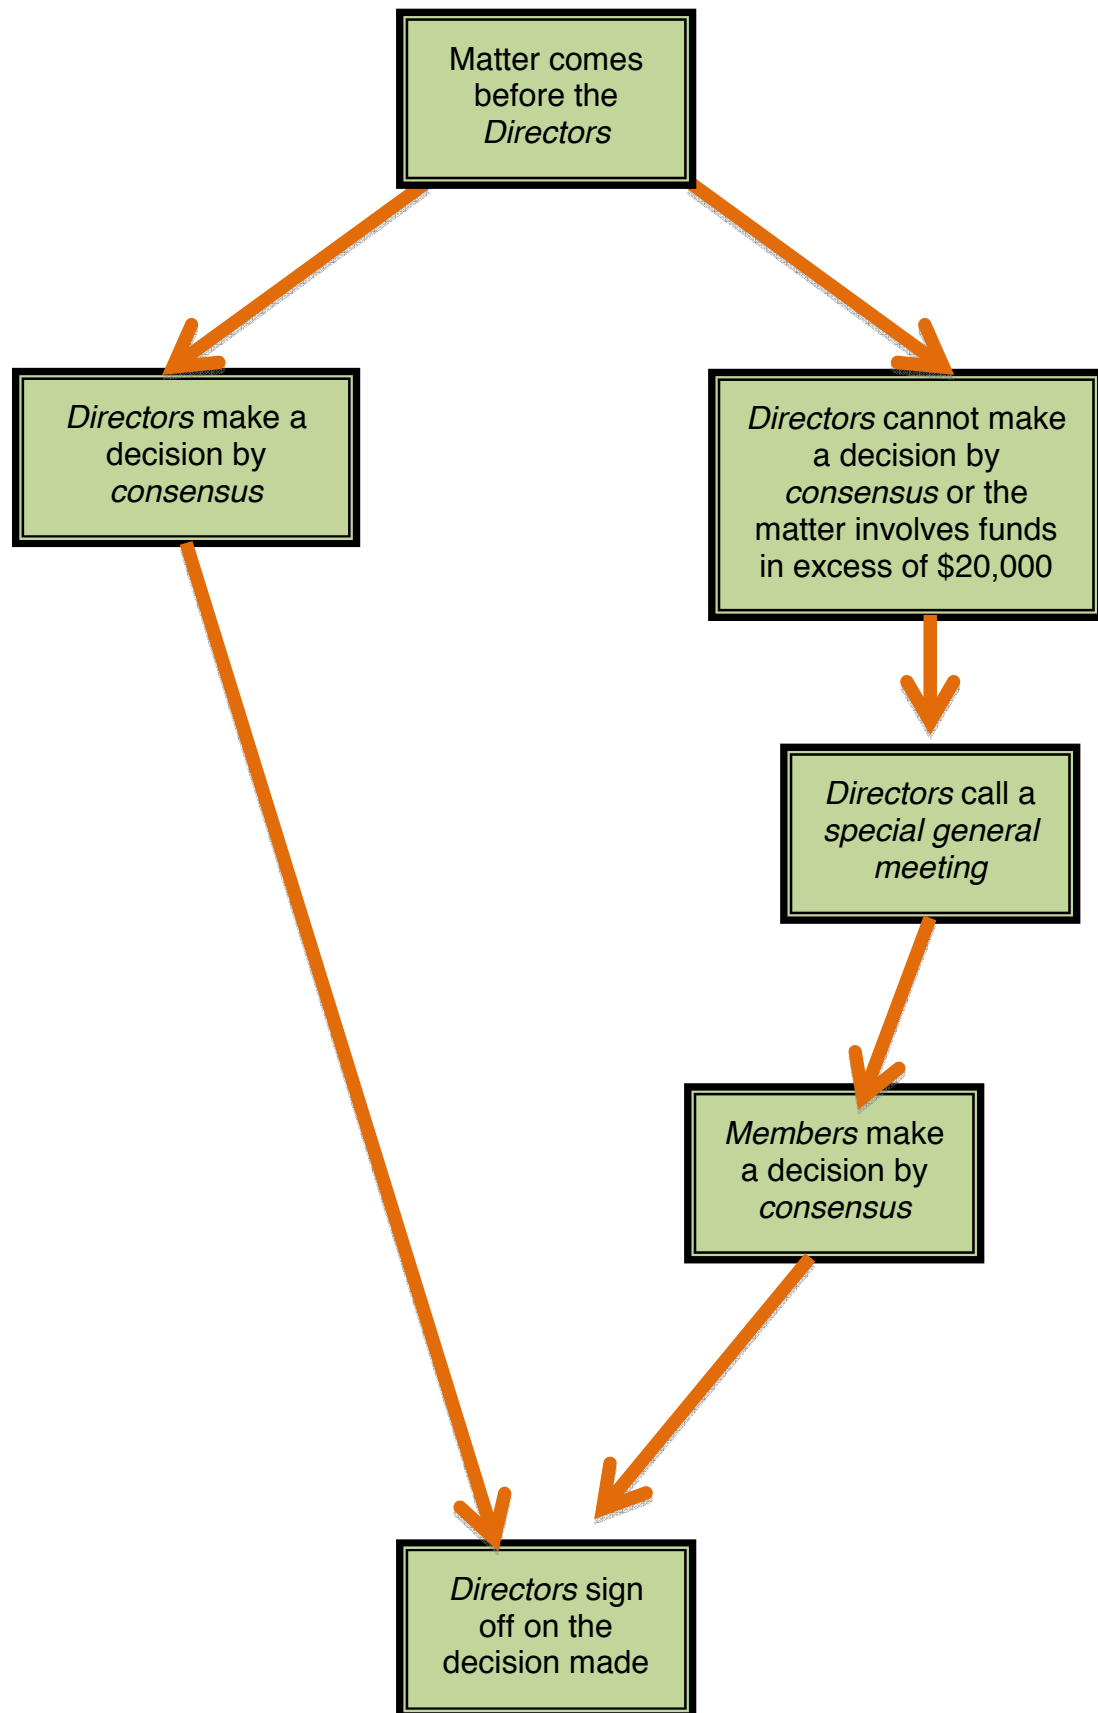 Matter comes
before the
Directors
Directors make a
decision by
consensus
Directors cannot make
a decision by
consensus or the
matter involves funds
in excess of $20,000
Directors call a
special general
meeting
Members make
a decision by
consensus
Directors sign
off on the
decision made